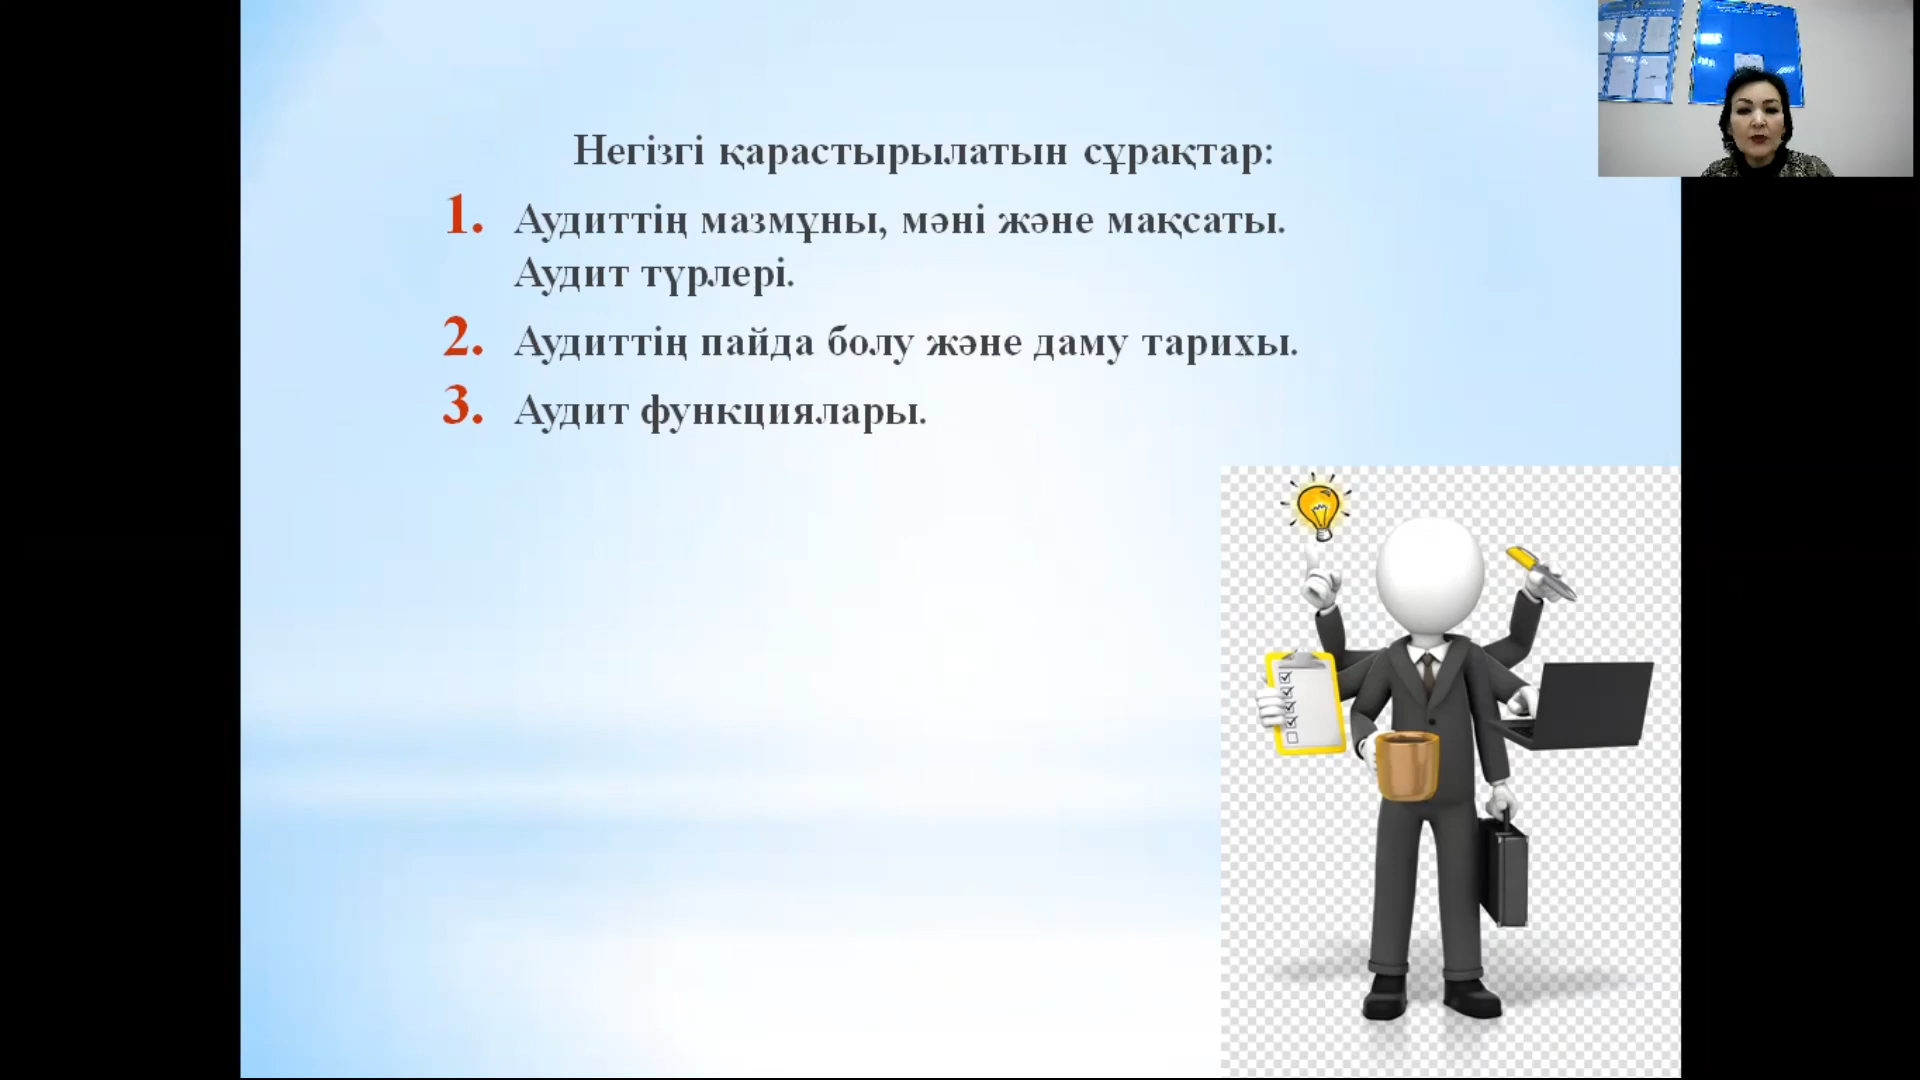 Негізгі қарастырылатын сұрақтар:
1. Аудиттің мазмұны, мәні және мақсаты.
Аудит түрлері.
2. Аудиттің пайда болу және даму тарихы.
3. Аудит функциялары.